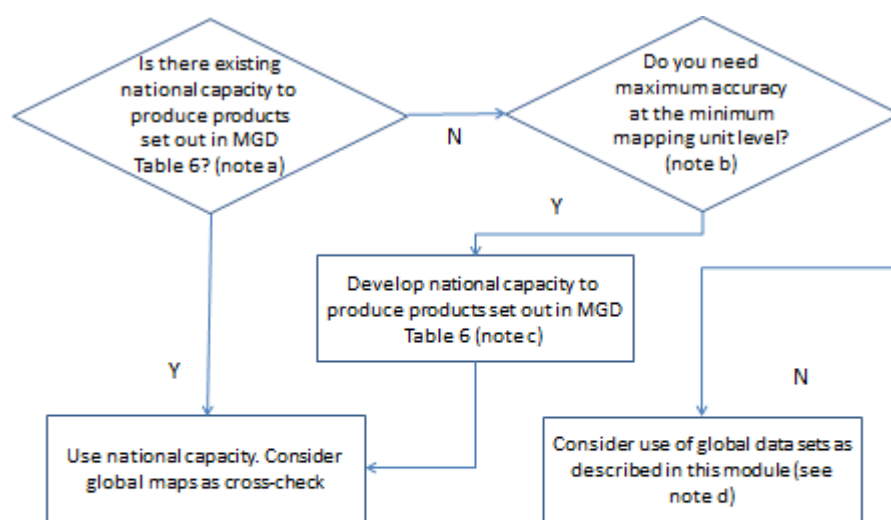 Is there existing
national capacity to
produce products
set out in MGD
Table 6? (note a)
N
Do you need
maximum accuracy
at the minimum
mapping unit level?
(note b)
Y
Develop national capacity to
produce products set out in MGD
Table 6 (note c)
Y
N
Use national capacity. Consider
global maps as cross-check
Consider use of global data sets as
described in this module (see
note d)